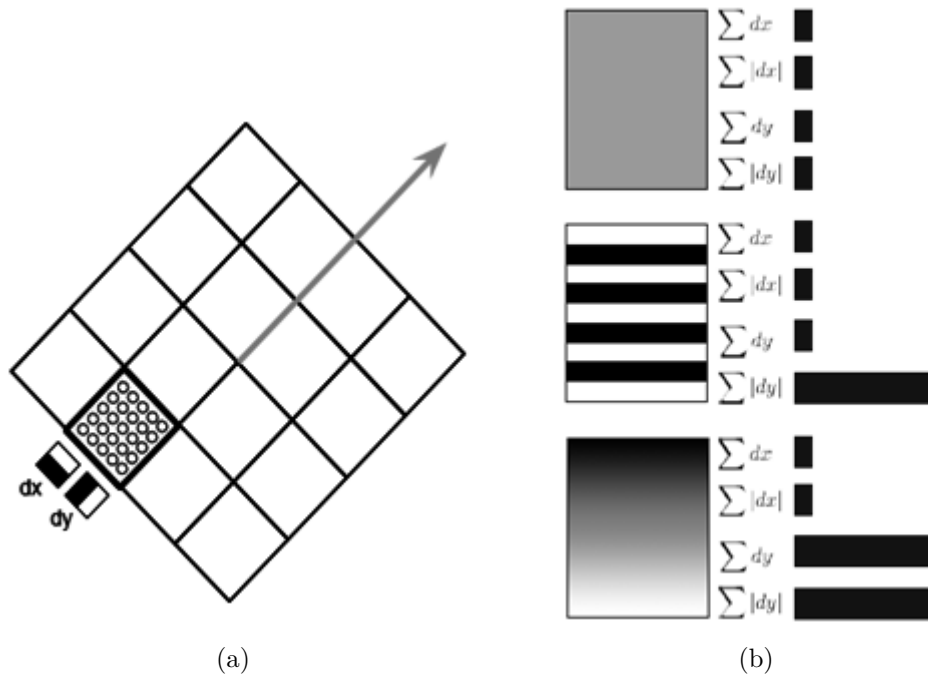 dx
dy
(a)
∑ dx
∑ |dx|
∑ dy
∑ |dy|
∑ dx
∑ |dx|
∑ dy
∑ |dy|
∑ dx
∑ |dx|
∑ dy
∑ |dy|
(b)